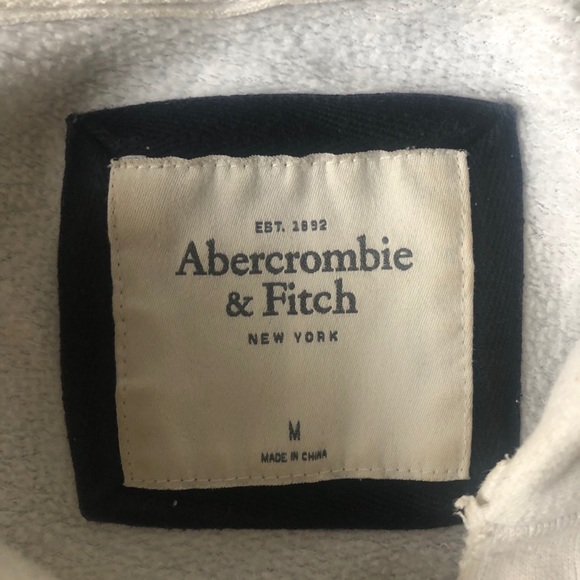 EST. 1892
Abercrombie
& Fitch
NEW YORK
M
MADE IN CHINA